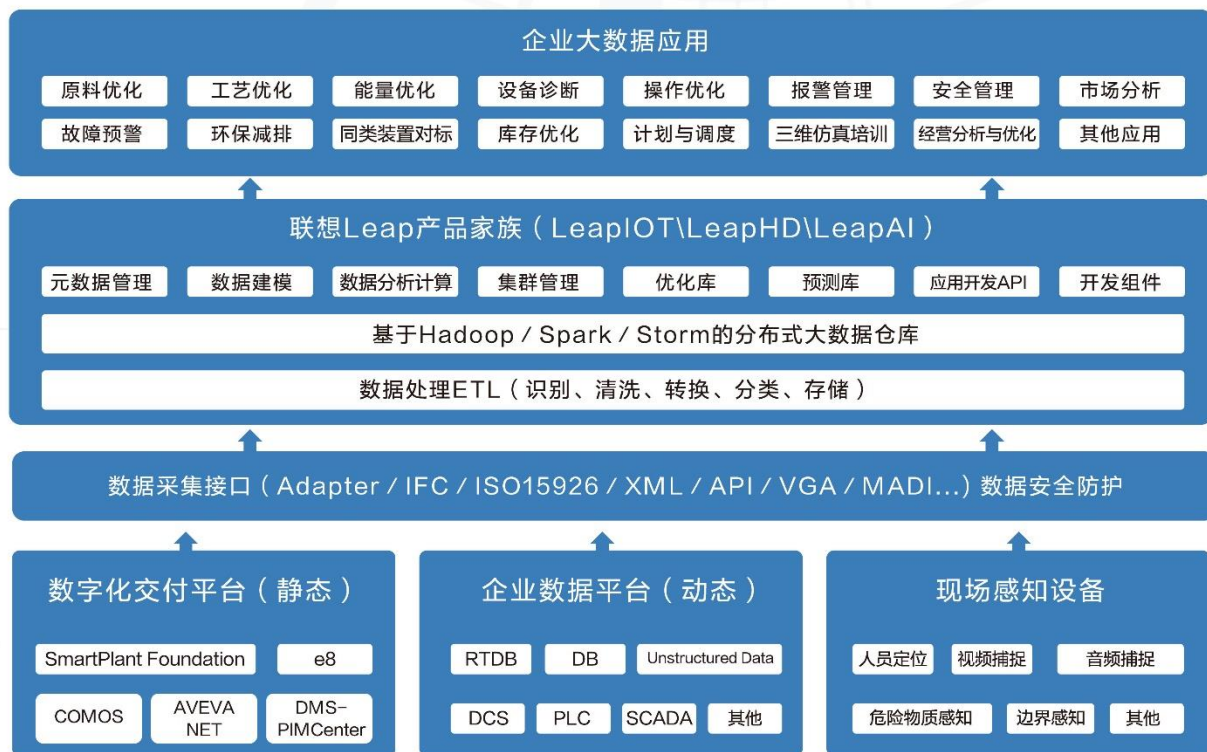 企业大数据应用
原料优化 工艺优化 能量优化 设备诊断 操作优化 报警管理 安全管理 市场分析
故障预警 环保减排 同类装置对标 库存优化 计划与调度 三维仿真培训 经营分析与优化 其他应用
联想Leap产品家族（LeapIOT\LeapHD\LeapAI）
元数据管理 数据建模 数据分析计算 集群管理 优化库 预测库 应用开发API 开发组件
基于Hadoop / Spark / Storm的分布式大数据仓库
数据处理ETL（识别、清洗、转换、分类、存储）
数据采集接口（Adapter / IFC / ISO15926 / XML / API / VGA / MADI...）数据安全防护
数字化交付平台（静态）
SmartPlant Foundation e8
COMOS
AVEVA
NET
DMS-
PIMCenter
企业数据平台（动态）
RTDB DB Unstructured Data
DCS PLC SCADA 其他
现场感知设备
人员定位 视频捕捉 音频捕捉
危险物质感知 边界感知 其他